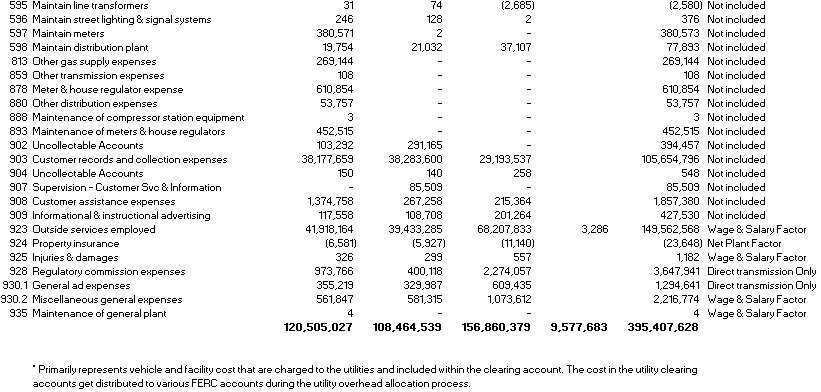 595 Maintain line transformers 31 74 (2,685) (2,580) Not included
596 Maintain street lighting & signal systems 246 128 2 376 Not included
597 Maintain meters 380,571 2 - 380,573 Not included
598 Maintain distribution plant 19,754 21,032 37,107 77,893 Not included
813 Other gas supply expenses 269,144 - - 269,144 Not included
859 Other transmission expenses 108 - - 108 Not included
878 Meter & house regulator expense 610,854 - - 610,854 Not included
880 Other distribution expenses 53,757 - - 53,757 Not included
888 Maintenance of compressor station equipment 3 - - 3 Not included
893 Maintenance of meters & house regulators 452,515 - - 452,515 Not included
902 Uncollectable Accounts 103,292 291,165 - 394,457 Not included
903 Customer records and collection expenses 38,177,659 38,283,600 29,193,537 105,654,796 Not included
904 Uncollectable Accounts 150 140 258 548 Not included
907 Supervision - Customer Svc & Information - 85,509 - 85,509 Not included
908 Customer assistance expenses 1,374,758 267,258 215,364 1,857,380 Not included
909 Informational & instructional advertising 117,558 108,708 201,264 427,530 Not included
923 Outside services employed 41,918,164 39,433,285 68,207,833 3,286 149,562,568 Wage & Salary Factor
924 Property insurance (6,581) (5,927) (11,140) (23,648) Net Plant Factor
925 Injuries & damages 326 299 557 1,182 Wage & Salary Factor
928 Regulatory commission expenses 973,766 400,118 2,274,057 3,647,941 Direct transmission Only
930.1 General ad expenses 355,219 329,987 609,435 1,294,641 Direct transmission Only
930.2 Miscellaneous general expenses 561,847 581,315 1,073,612 2,216,774 Wage & Salary Factor
935 Maintenance of general plant 4 - - 4 Wage & Salary Factor
120,505,027 108,464,539 156,860,379 9,577,683 395,407,628
* Primarily represents vehicle and facility cost that are charged to the utilities and included within the clearing account. The cost in the utility clearing
accounts get distributed to various FERC accounts during the utility overhead allocation process.